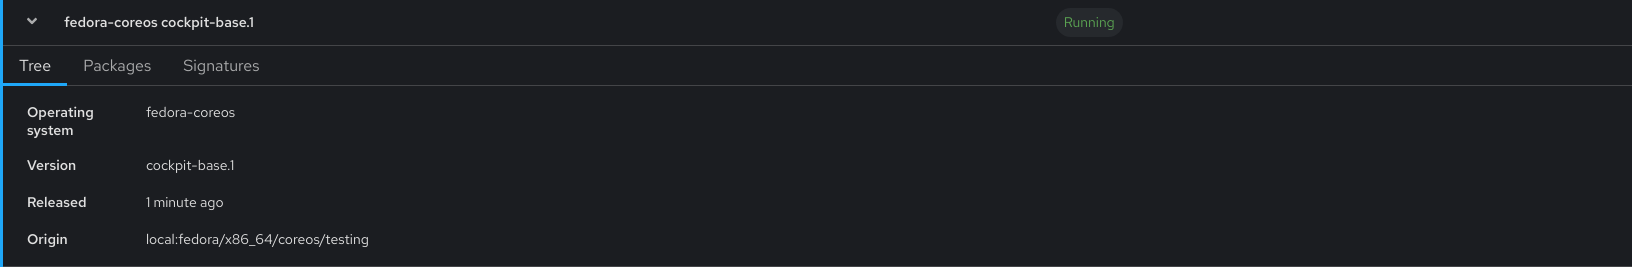 fedora-coreos cockpit-base.1 Running
Tree Packages Signatures
Operating system fedora-coreos
Version cockpit-base.1
Released 1 minute ago
Origin local:fedora/x86_64/coreos/testing